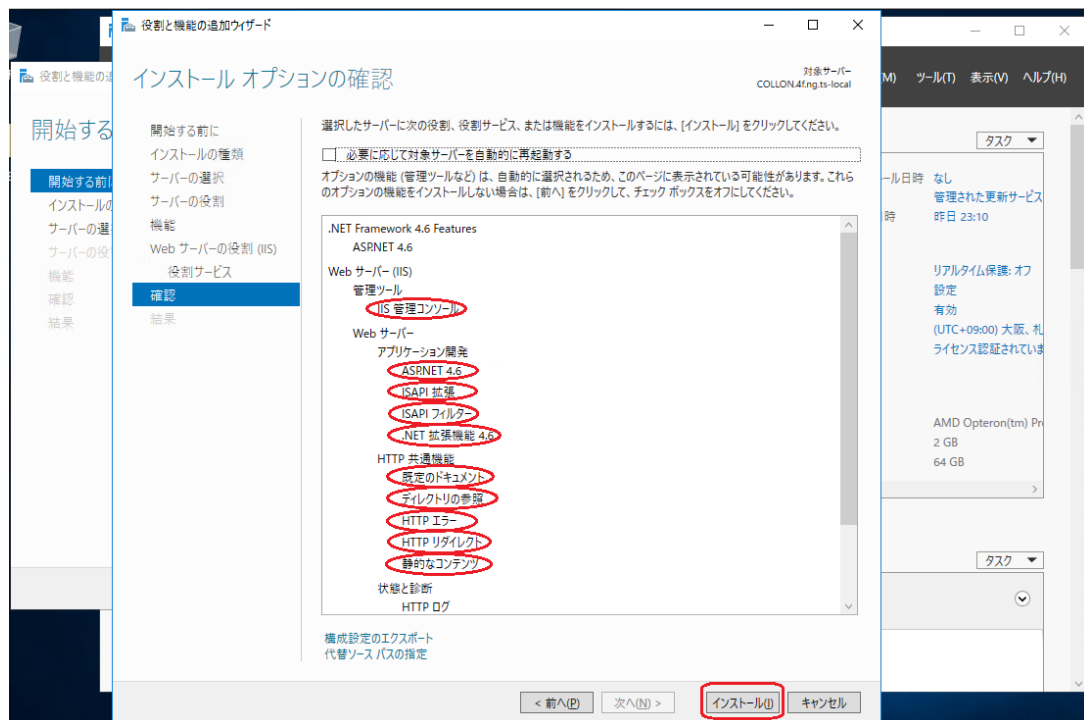 役割と機能の追加ウィザード
インストール オプションの確認
対象サーバー
COLLON.4f.ng.ts-local
開始する前に
インストールの種類
サーバーの選択
サーバーの役割
機能
Web サーバーの役割 (IIS)
役割サービス
確認
結果
選択したサーバーに次の役割、役割サービス、または機能をインストールするには、[インストール] をクリックしてください。
必要に応じて対象サーバーを自動的に再起動する
オプションの機能 (管理ツールなど) は、自動的に選択されるため、このページに表示されている可能性があります。これら
のオプションの機能をインストールしない場合は、[前へ] をクリックして、チェック ボックスをオフにしてください。
.NET Framework 4.6 Features
ASP.NET 4.6
Web サーバー (IIS)
管理ツール
IIS 管理コンソール
Web サーバー
アプリケーション開発
ASP.NET 4.6
ISAPI 拡張
ISAPI フィルター
.NET 拡張機能 4.6
HTTP 共通機能
既定のドキュメント
ディレクトリの参照
HTTP エラー
HTTP リダイレクト
静的なコンテンツ
状態と診断
HTTP ログ
構成設定のエクスポート
代替ソース パスの指定
< 前へ(P)
次へ(N) >
インストール(I)
キャンセル
役割と機能の
開始する
開始する前
インストールの
サーバーの選
サーバーの役
機能
確認
結果
(M) ツール(T) 表示(V) ヘルプ(H)
タスク
ール日時 なし
管理された更新サービス
時 昨日 23:10
リアルタイム保護: オフ
設定
有効
(UTC+09:00) 大阪、札
ライセンス認証されていま
AMD Opteron(tm) Pr
2 GB
64 GB
タスク